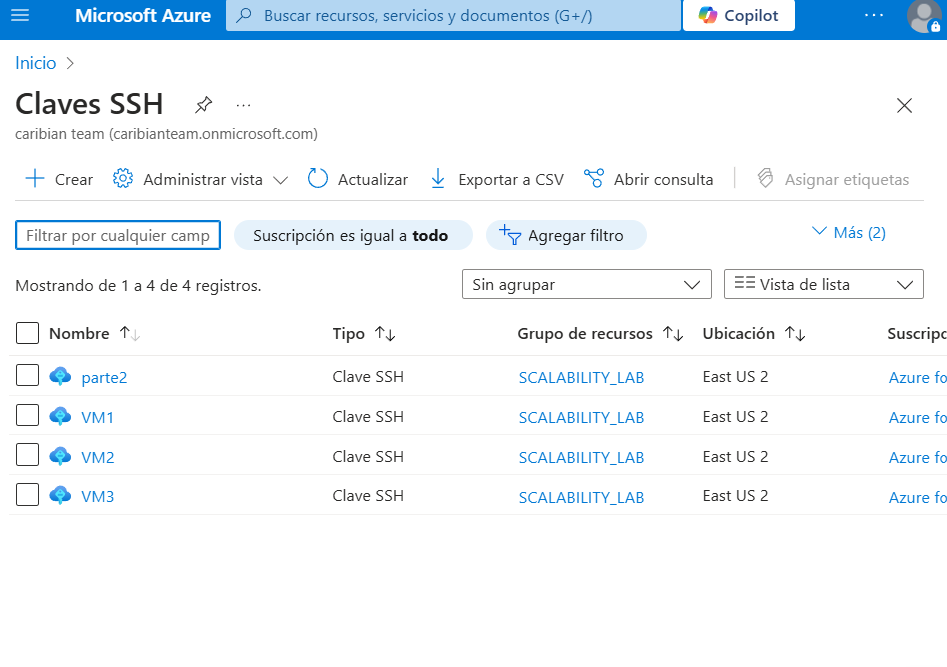 Microsoft Azure
Buscar recursos, servicios y documentos (G+/)
Copilot
...
Inicio
Claves SSH
...
caribian team (caribianteam.onmicrosoft.com)
Crear
Administrar vista
Actualizar
Exportar a CSV
Abrir consulta
Asignar etiquetas
Filtrar por cualquier camp
Suscripción es igual a todo
Agregar filtro
Más (2)
Mostrando de 1 a 4 de 4 registros.
Sin agrupar
Vista de lista
Nombre Tipo Grupo de recursos Ubicación Suscripc
parte2 Clave SSH SCALABILITY_LAB East US 2 Azure fo
VM1 Clave SSH SCALABILITY_LAB East US 2 Azure fo
VM2 Clave SSH SCALABILITY_LAB East US 2 Azure fo
VM3 Clave SSH SCALABILITY_LAB East US 2 Azure fo